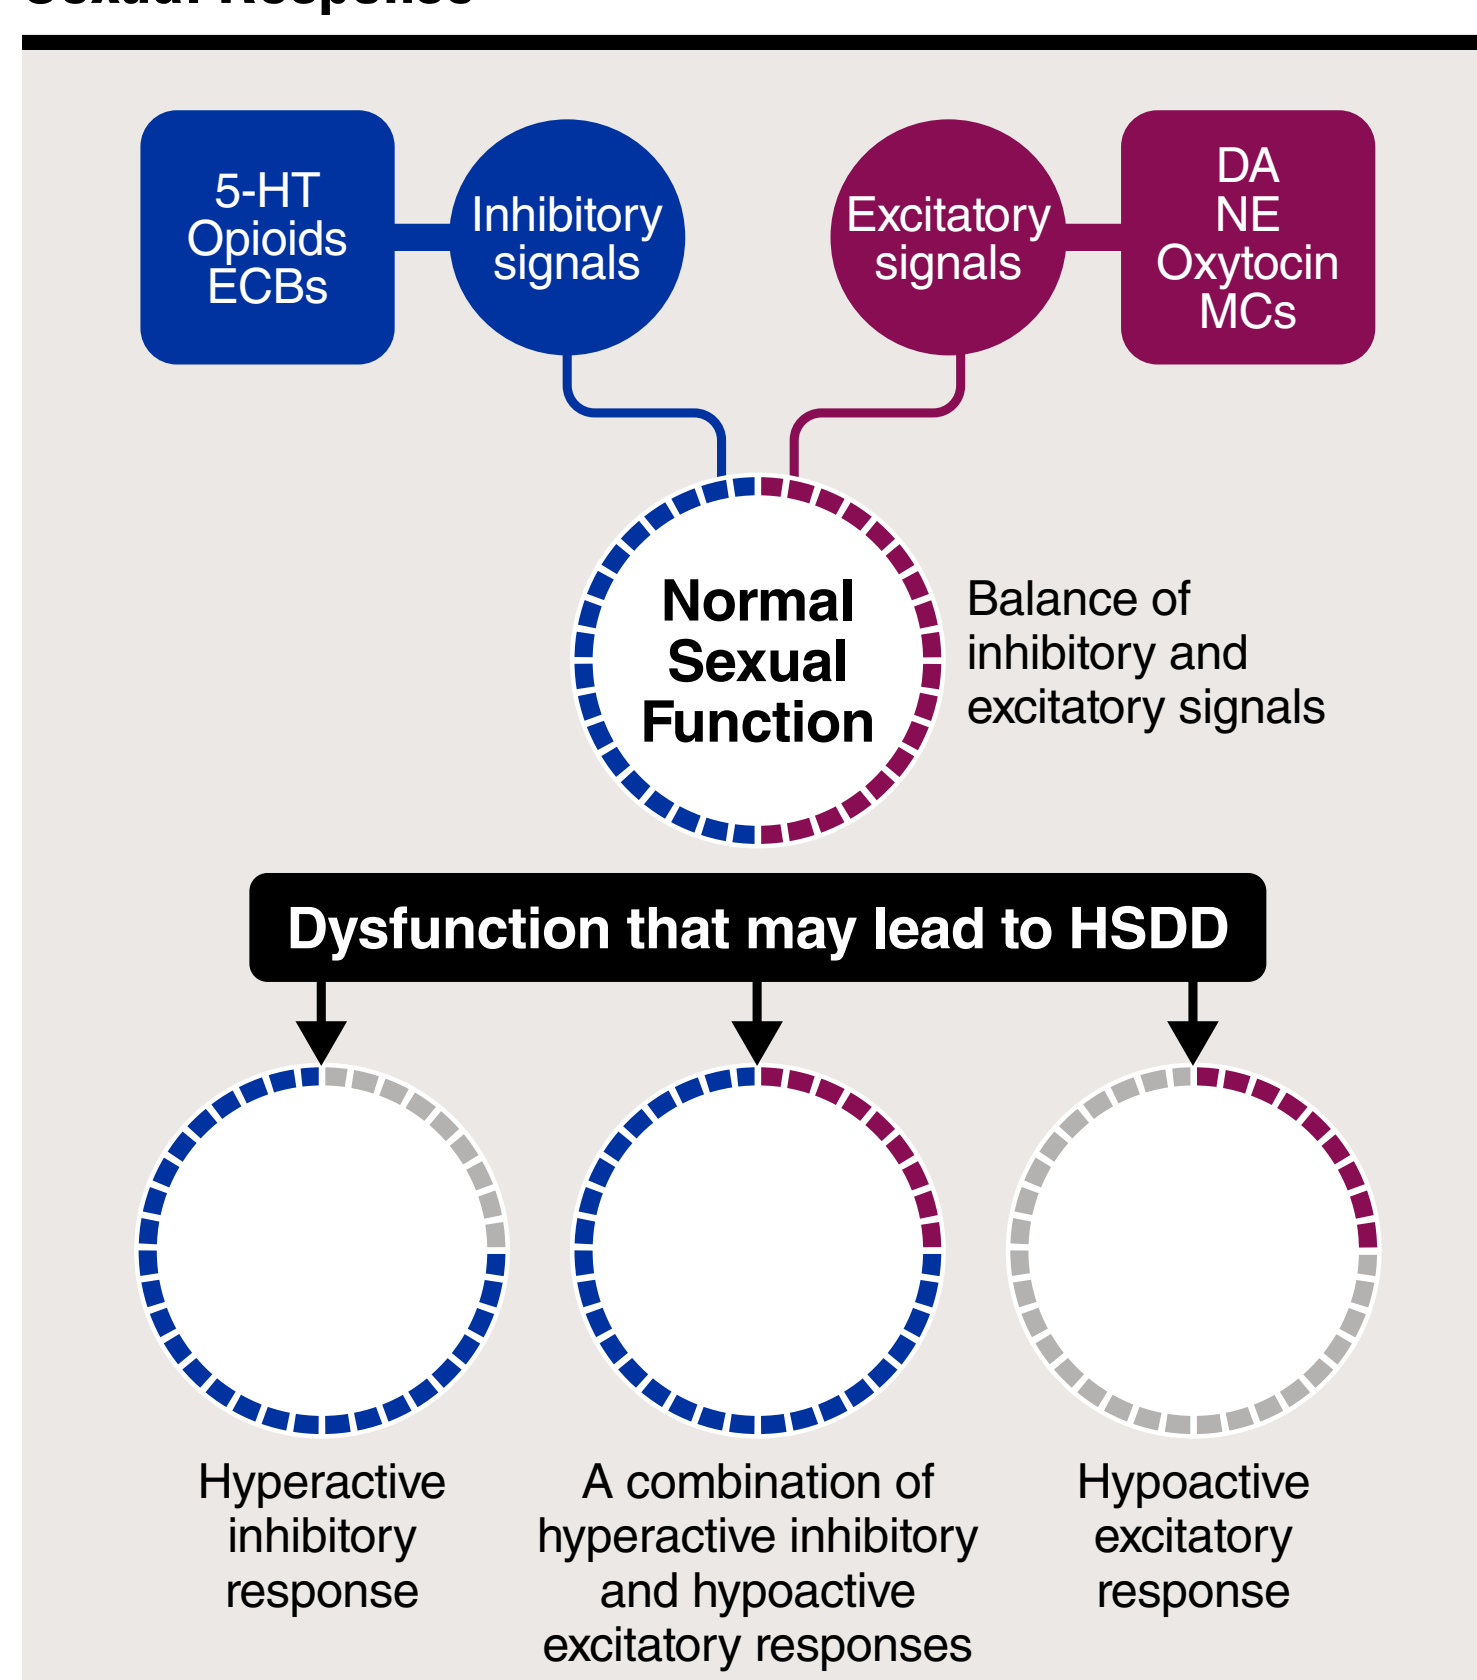 Sexual Response
5-HT
Opioids
ECBs
Inhibitory
signals
Excitatory
signals
DA
NE
Oxytocin
MCs
Normal
Sexual
Function
Balance of
inhibitory and
excitatory signals
Dysfunction that may lead to HSDD
Hyperactive
inhibitory
response
A combination of
hyperactive inhibitory
and hypoactive
excitatory responses
Hypoactive
excitatory
response